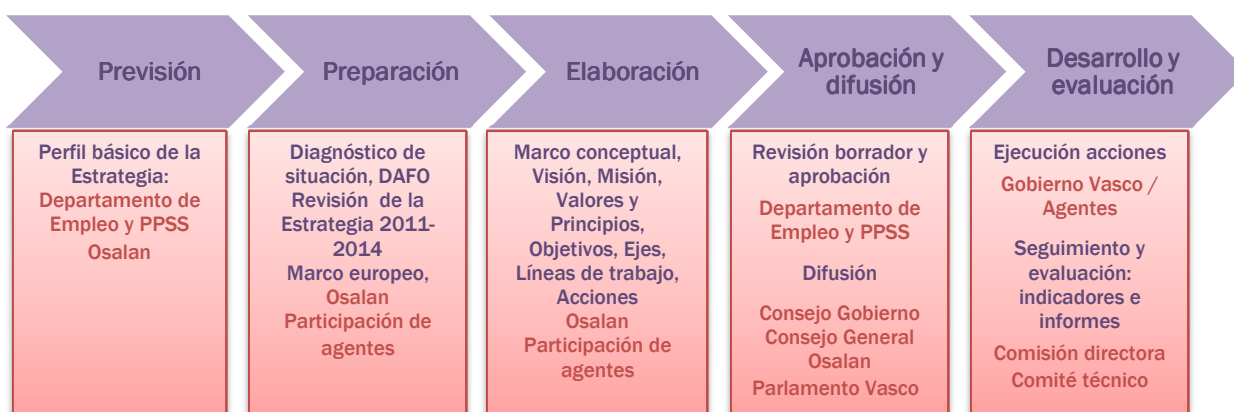 Previsión
Preparación
Elaboración
Aprobación y
difusión
Desarrollo y
evaluación
Perfil básico de la
Estrategia:
Departamento de
Empleo y PPSS
Osalan
Diagnóstico de
situación, DAFO
Revisión de la
Estrategia 2011-
2014
Marco europeo,
Osalan
Participación de
agentes
Marco conceptual,
Visión, Misión,
Valores y
Principios,
Objetivos, Ejes,
Líneas de trabajo,
Acciones
Osalan
Participación de
agentes
Revisión borrador y
aprobación
Departamento de
Empleo y PPSS
Difusión
Consejo Gobierno
Consejo General
Osalan
Parlamento Vasco
Ejecución acciones
Gobierno Vasco /
Agentes
Seguimiento y
evaluación:
indicadores e
informes
Comisión directora
Comité técnico